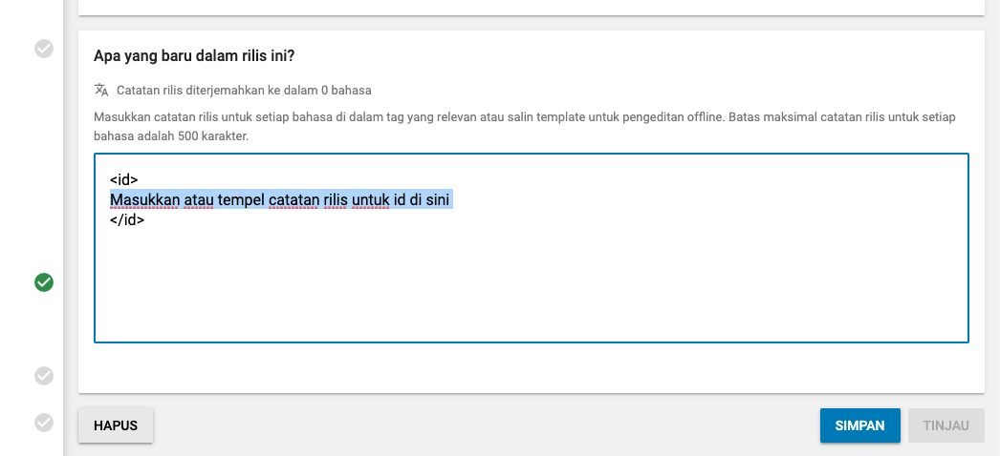 Apa yang baru dalam rilis ini?
Catatan rilis diterjemahkan ke dalam 0 bahasa
Masukkan catatan rilis untuk setiap bahasa di dalam tag yang relevan atau salin template untuk pengeditan offline. Batas maksimal catatan rilis untuk setiap
bahasa adalah 500 karakter.
<id>
Masukkan atau tempel catatan rilis untuk id di sini
</id>
HAPUS
SIMPAN
TINJAU